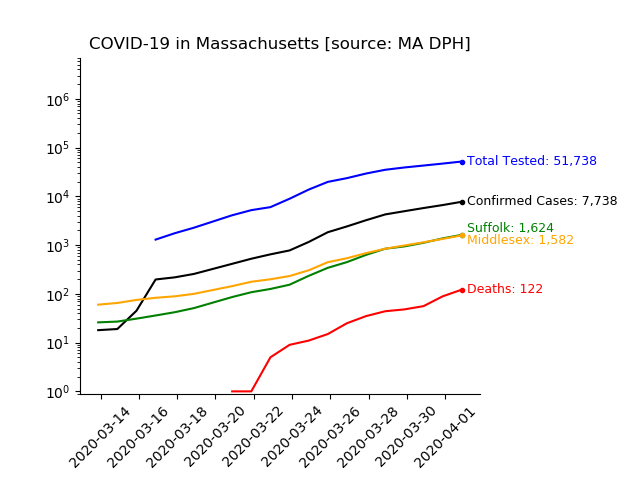 COVID-19 in Massachusetts [source: MA DPH]
10^6
10^5
10^4
10^3
10^2
10^1
10^0
Total Tested: 51,738
Confirmed Cases: 7,738
Suffolk: 1,624
Middlesex: 1,582
Deaths: 122
2020-03-14
2020-03-16
2020-03-18
2020-03-20
2020-03-22
2020-03-24
2020-03-26
2020-03-28
2020-03-30
2020-04-01